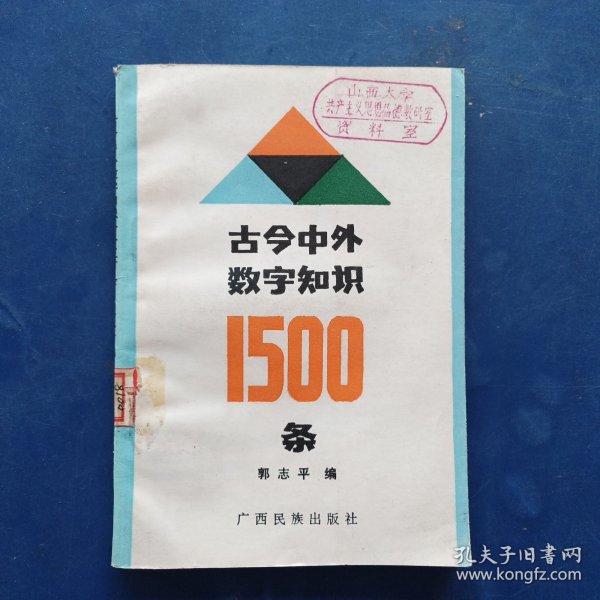 山西大学
共产主义思想品德教研室
资料室
古今中外
数字知识
1500
条
郭志平 编
广西民族出版社
0018
孔夫子旧书网
www.kongfz.com